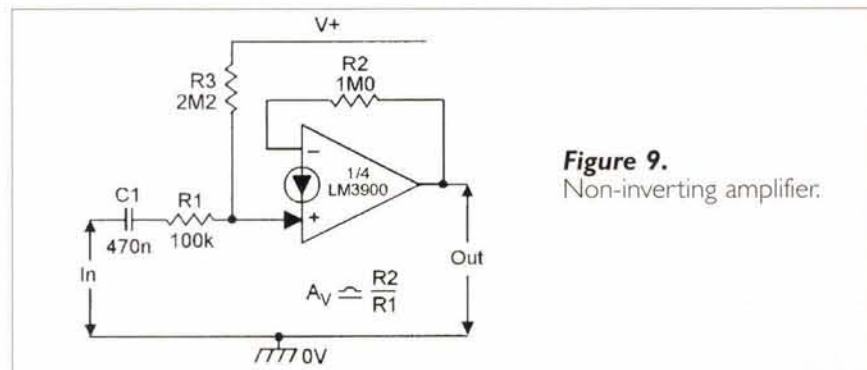 V+
R3
2M2
R2
1M0
−
1/4
LM3900
+
C1
470n
R1
100k
In
Out
A_V ≏ R2/R1
0V
Figure 9.
Non-inverting amplifier.